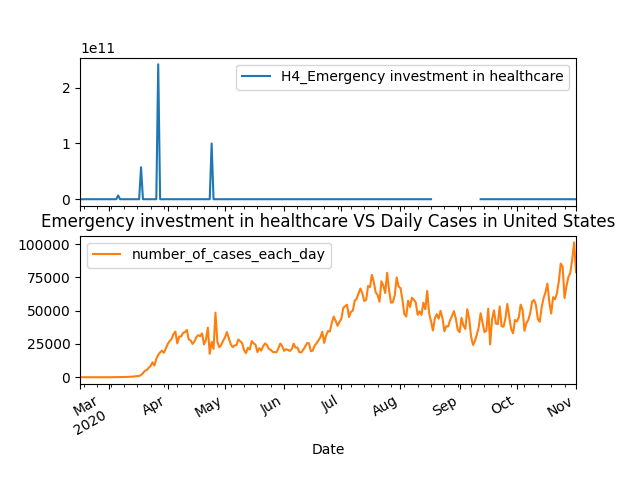 1e11
H4_Emergency investment in healthcare
2
1
0
Emergency investment in healthcare VS Daily Cases in United States
100000
number_of_cases_each_day
75000
50000
25000
0
Mar Apr May Jun Jul Aug Sep Oct Nov
2020
Date